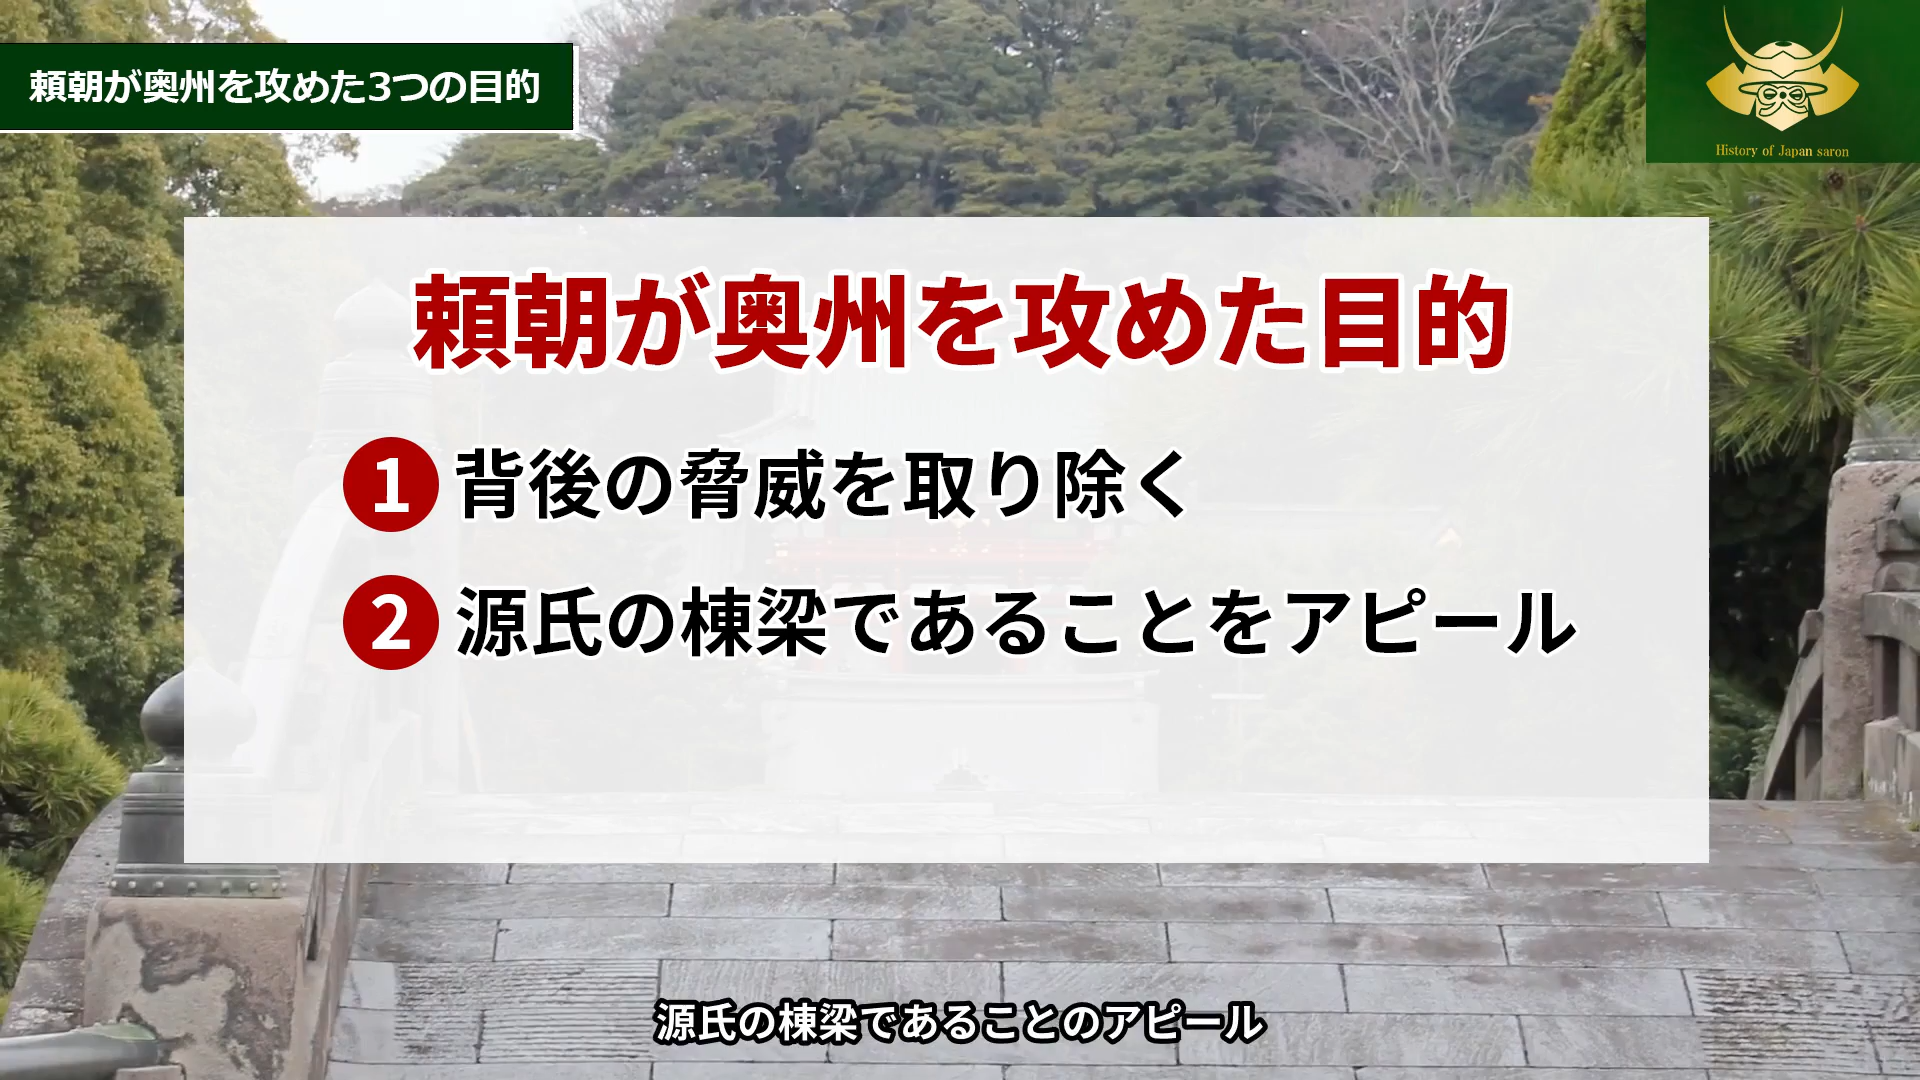 頼朝が奥州を攻めた3つの目的
History of Japan saron
頼朝が奥州を攻めた目的
1 背後の脅威を取り除く
2 源氏の棟梁であることをアピール
源氏の棟梁であることのアピール